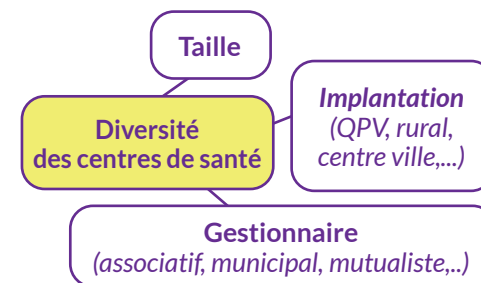 Taille
Implantation
(QPV, rural,
centre ville,...)
Diversité
des centres de santé
Gestionnaire
(associatif, municipal, mutualiste,..)